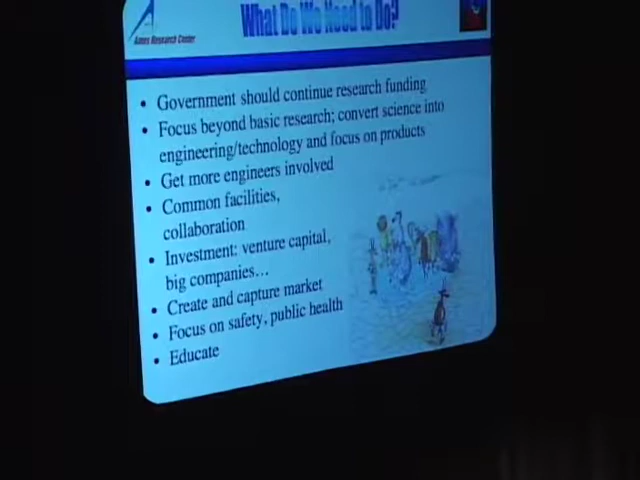 What Do We Need to Do?
Ames Research Center
• Government should continue research funding
• Focus beyond basic research; convert science into
engineering/technology and focus on products
• Get more engineers involved
• Common facilities,
collaboration
• Investment: venture capital,
big companies…
• Create and capture market
• Focus on safety, public health
• Educate